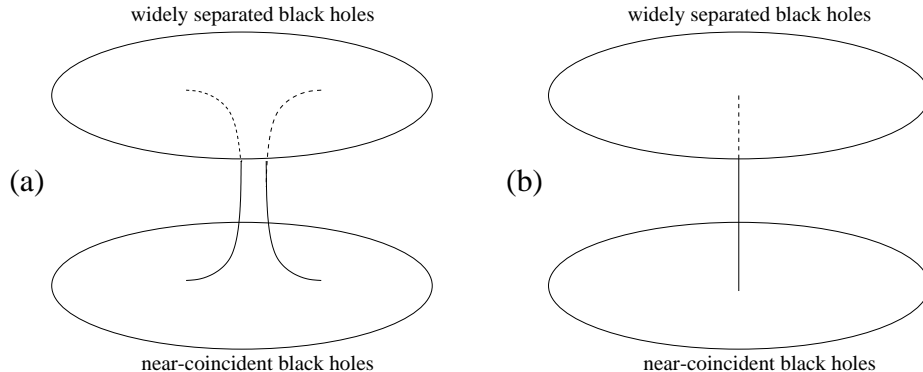 widely separated black holes
widely separated black holes
(a)
(b)
near-coincident black holes
near-coincident black holes